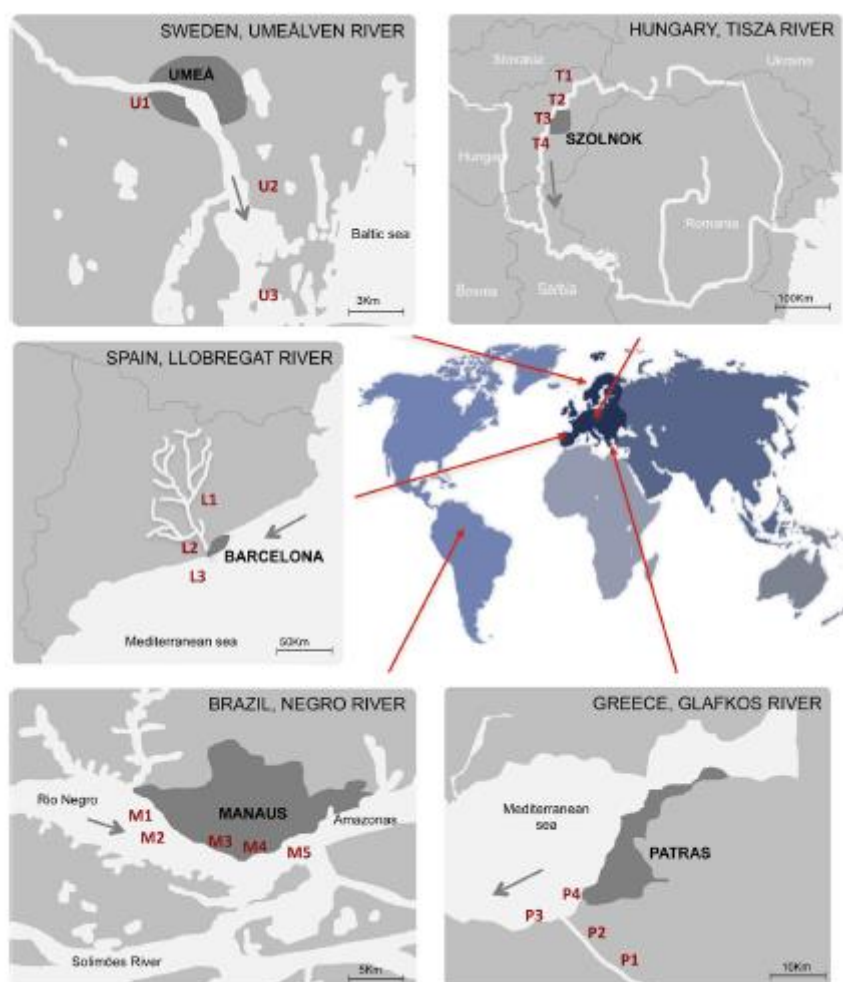 SWEDEN, UMEÅLVEN RIVER
UMEÅ
U1
U2
Baltic sea
U3
3Km
HUNGARY, TISZA RIVER
Slovakia
T1
Ukraine
T2
T3
SZOLNOK
T4
Hungary
Romania
Bosnia
Serbia
100Km
SPAIN, LLOBREGAT RIVER
L1
L2
BARCELONA
L3
Mediterranean sea
50Km
BRAZIL, NEGRO RIVER
Rio Negro
MANAUS
M1
Amazonas
M2
M3
M4
M5
Solimões River
5Km
GREECE, GLAFKOS RIVER
Mediterranean
sea
PATRAS
P4
P3
P2
P1
10Km